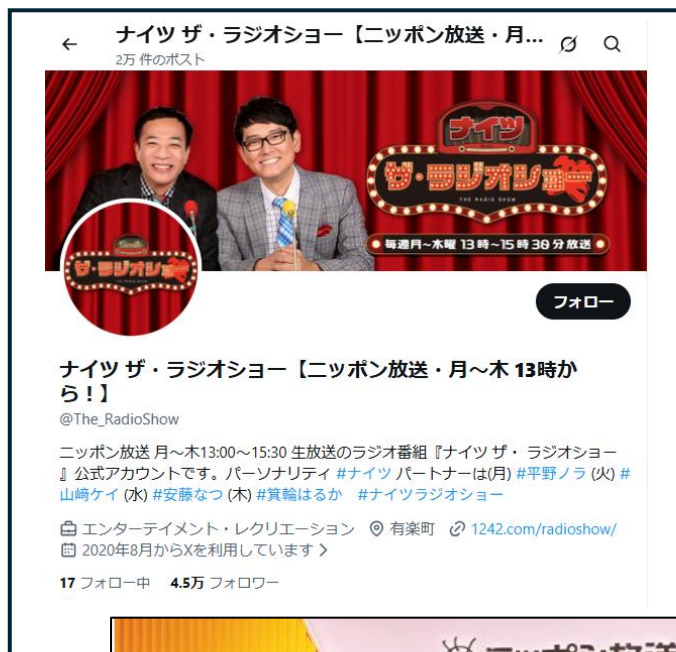 ナイツ ザ・ラジオショー【ニッポン放送・月...
2万 件のポスト
ナイツ
ザ・ラジオショー
THE RADIO SHOW
毎週月~木曜 13時~15時30分放送
ザ・ラジオショー
フォロー
ナイツ ザ・ラジオショー【ニッポン放送・月~木 13時か
ら!】
@The_RadioShow
ニッポン放送 月~木13:00~15:30 生放送のラジオ番組『ナイツ ザ・ ラジオショー
』公式アカウントです。パーソナリティ #ナイツ パートナーは(月) #平野ノラ (火) #
山﨑ケイ (水) #安藤なつ (木) #箕輪はるか #ナイツラジオショー
エンターテイメント・レクリエーション 有楽町 1242.com/radioshow/
2020年8月からXを利用しています
17 フォロー中 4.5万 フォロワー
ニッポン放送